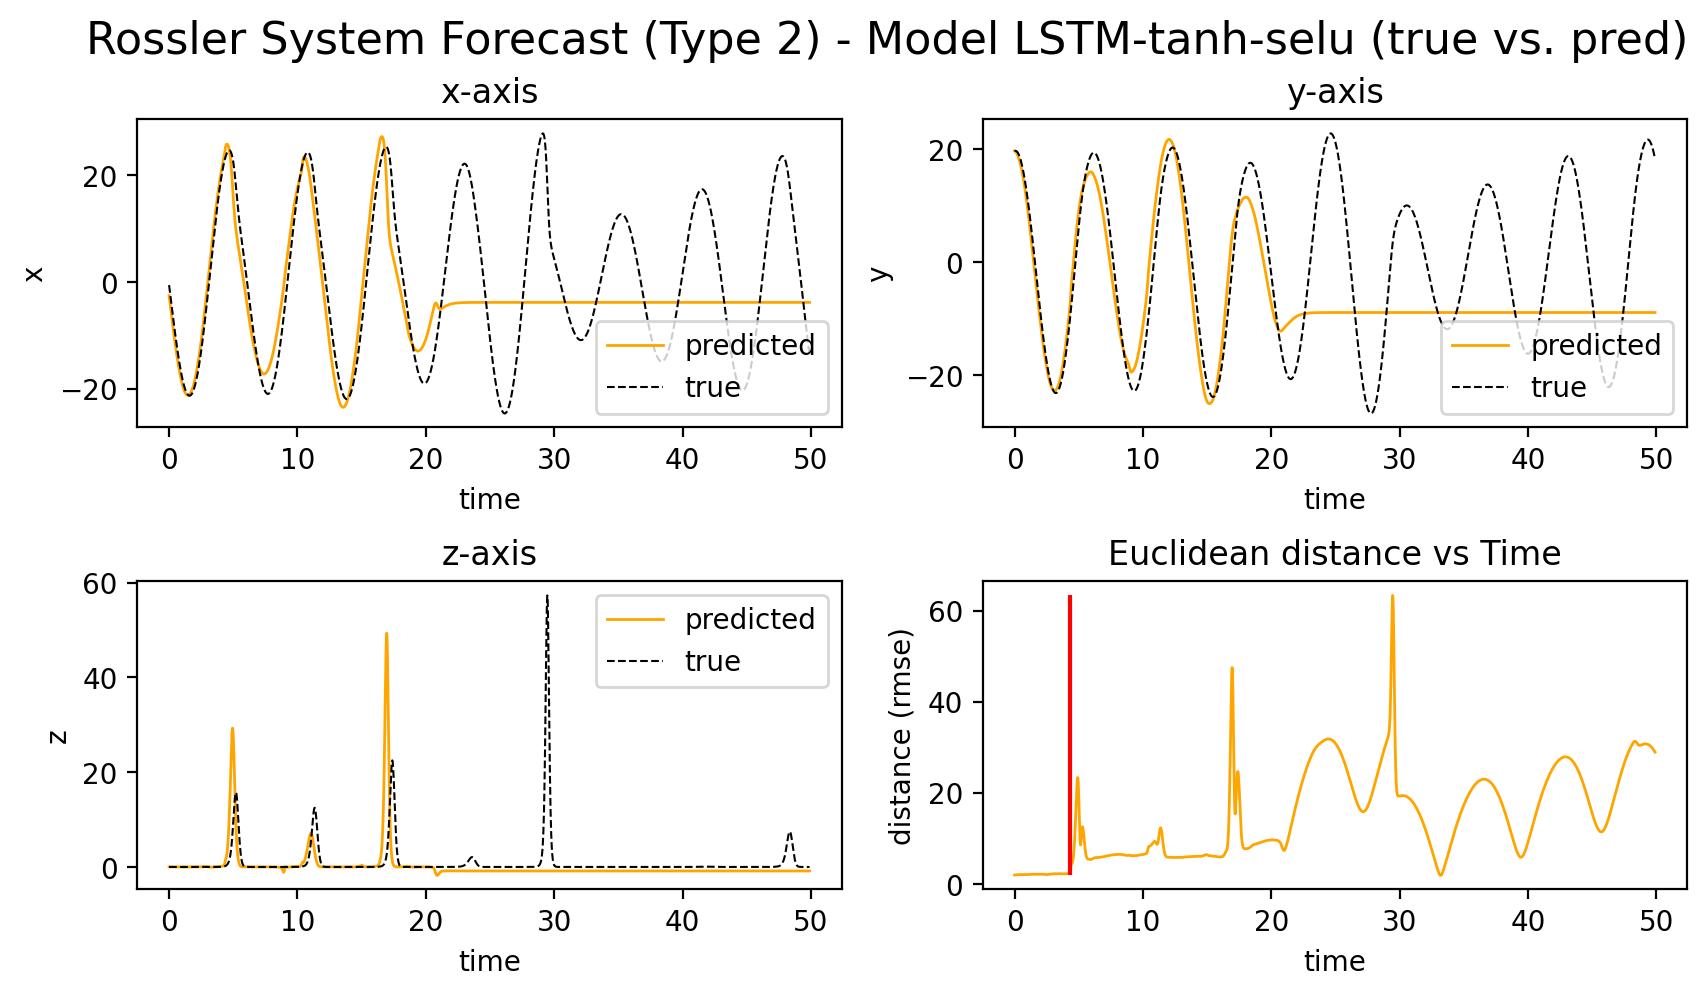 Rossler System Forecast (Type 2) - Model LSTM-tanh-selu (true vs. pred)
x-axis
x
20
0
−20
predicted
true
0 10 20 30 40 50
time
y-axis
y
20
0
−20
predicted
true
0 10 20 30 40 50
time
z-axis
z
60
40
20
0
predicted
true
0 10 20 30 40 50
time
Euclidean distance vs Time
distance (rmse)
60
40
20
0
0 10 20 30 40 50
time